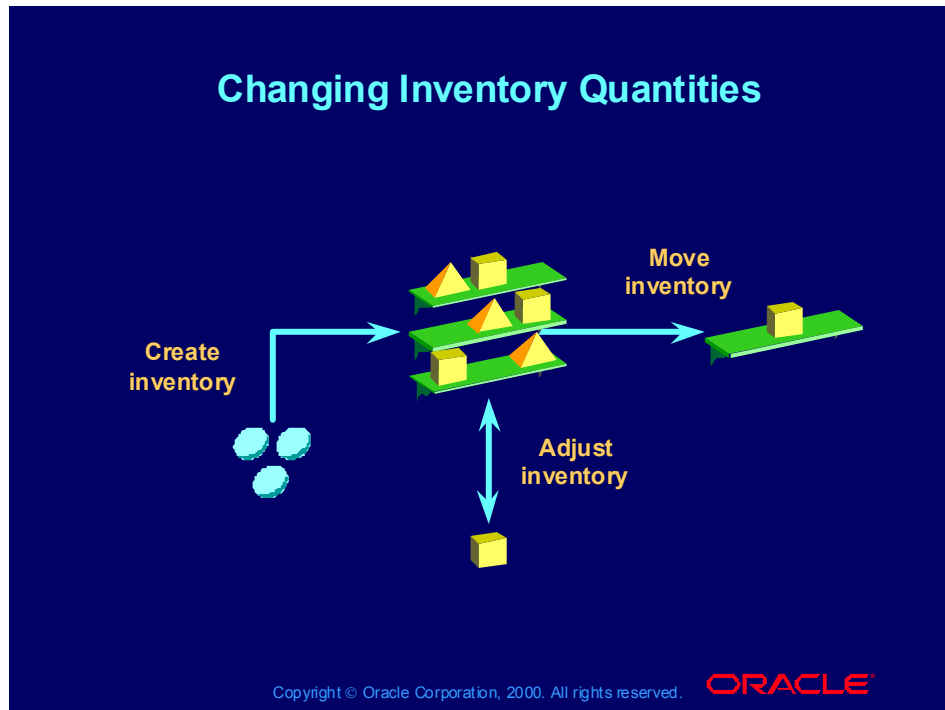 Changing Inventory Quantities
Move
inventory
Create
inventory
Adjust
inventory
Copyright © Oracle Corporation, 2000. All rights reserved.
ORACLE®